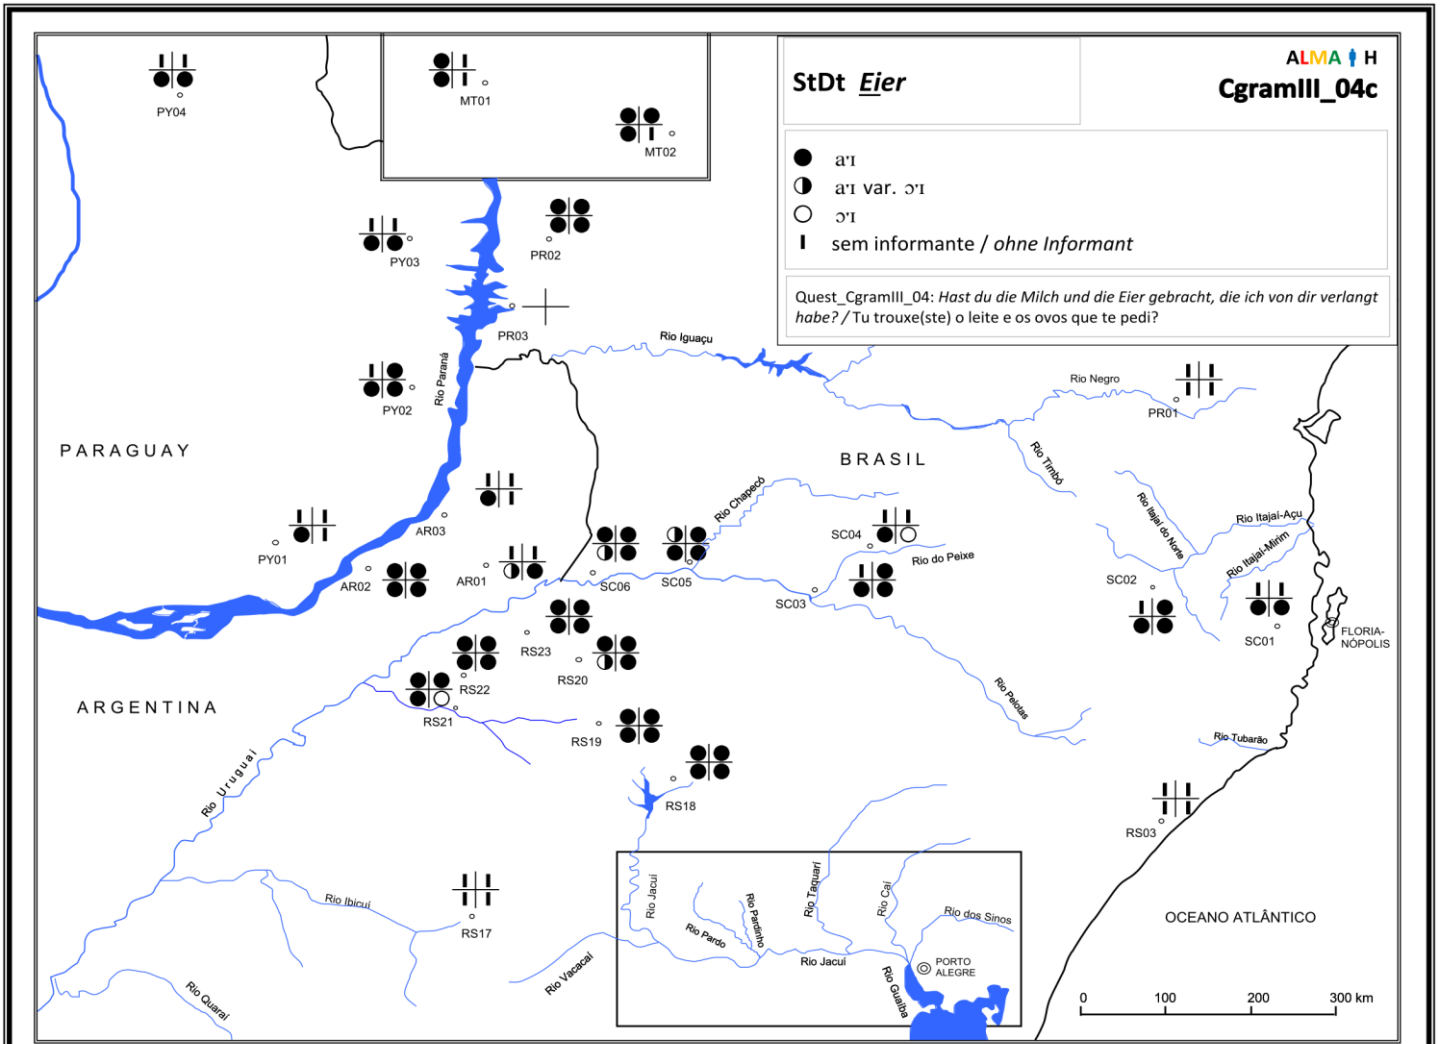 StDt Eier
ALMA H
CgramIII_04c
aˑɪ
aˑɪ var. ɔˑɪ
ɔˑɪ
sem informante / ohne Informant
Quest_CgramIII_04: Hast du die Milch und die Eier gebracht, die ich von dir verlangt
habe? / Tu trouxe(ste) o leite e os ovos que te pedi?
PY04
MT01
MT02
PY03
PR02
PR03
Rio Iguaçu
Rio Paraná
PY02
Rio Negro
PR01
PARAGUAY
BRASIL
Rio Timbó
Rio Chapecó
Rio Itajaí do Norte
Rio Itajaí-Açu
Rio Itajaí-Mirim
AR03
PY01
SC04
Rio do Peixe
AR02
AR01
SC06
SC05
SC03
SC02
SC01
FLORIA-
NÓPOLIS
RS23
RS20
RS22
RS21
ARGENTINA
Rio Pelotas
RS19
Rio Tubarão
Rio Uruguai
RS18
RS03
Rio Ibicuí
RS17
Rio Jacuí
Rio Taquarí
Rio Caí
Rio Pardinho
Rio Pardo
Rio dos Sinos
OCEANO ATLÂNTICO
Rio Vacacaí
Rio Jacuí
PORTO
ALEGRE
Rio Guaíba
Rio Quaraí
0 100 200 300 km